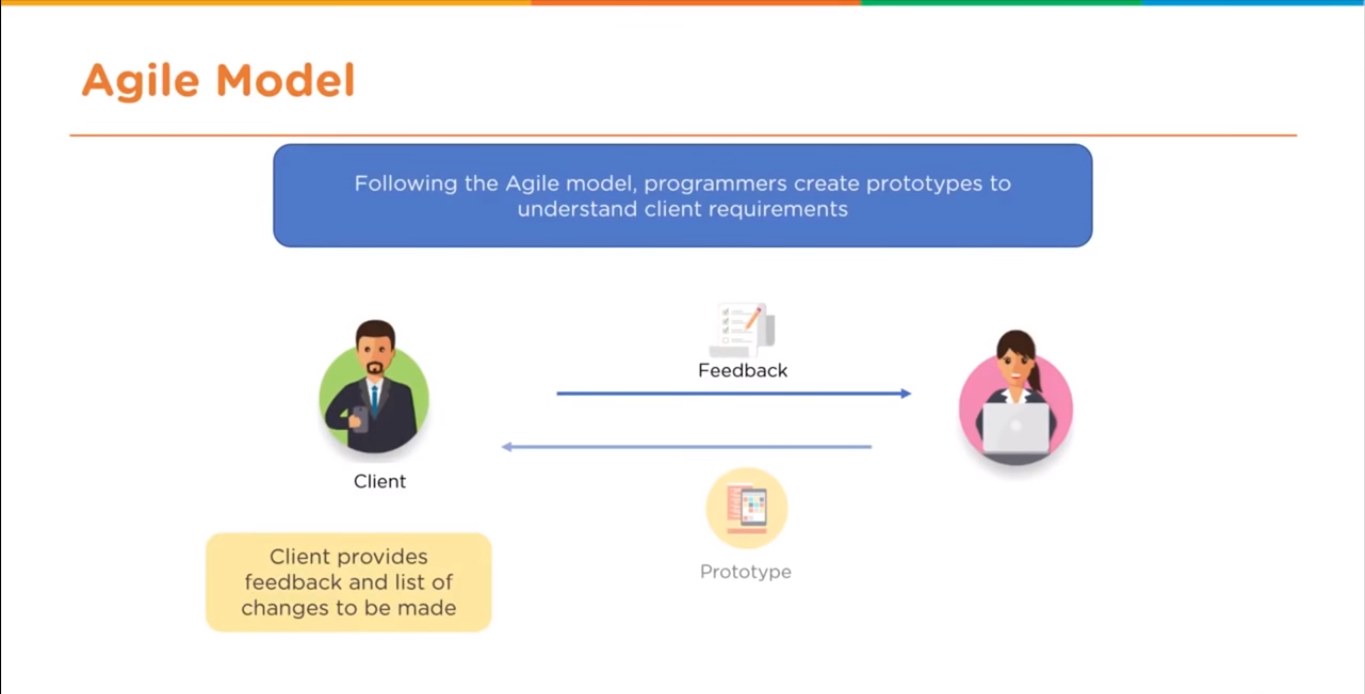 Agile Model
Following the Agile model, programmers create prototypes to
understand client requirements
Feedback
Client
Prototype
Client provides
feedback and list of
changes to be made